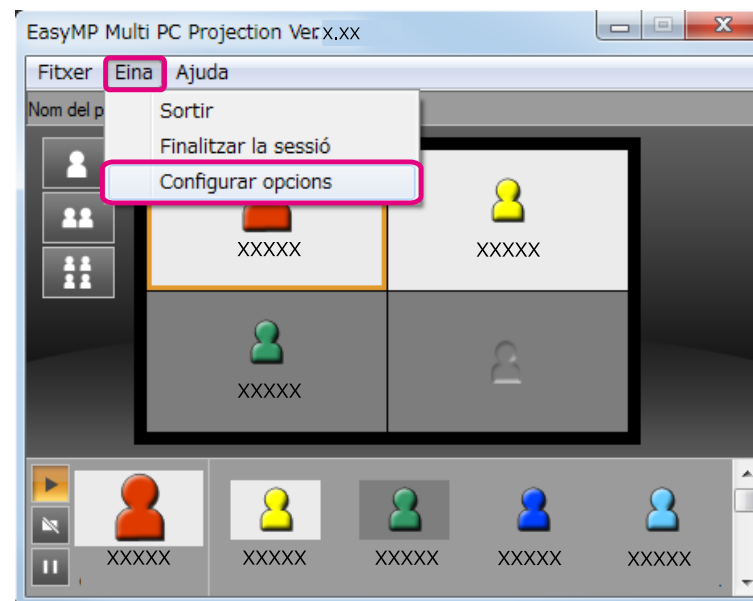 EasyMP Multi PC Projection Ver.x.xx
Fitxer Eina Ajuda
Nom del p
Sortir
Finalitzar la sessió
Configurar opcions
XXXXX XXXXX
XXXXX
XXXXX XXXXX XXXXX XXXXX XXXXX